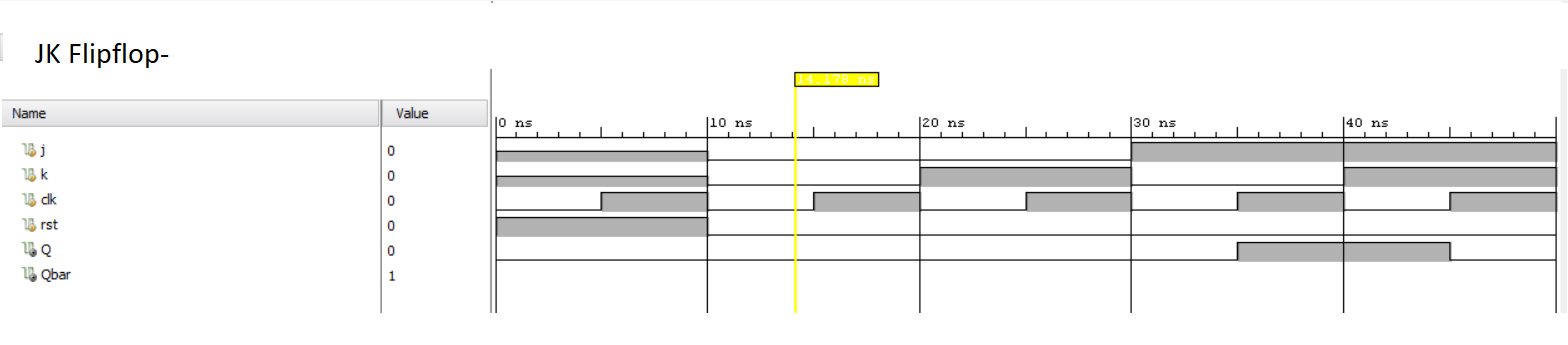 JK Flipflop-
14.178 ns
Name Value
0 ns 10 ns 20 ns 30 ns 40 ns
j 0
k 0
clk 0
rst 0
Q 0
Qbar 1